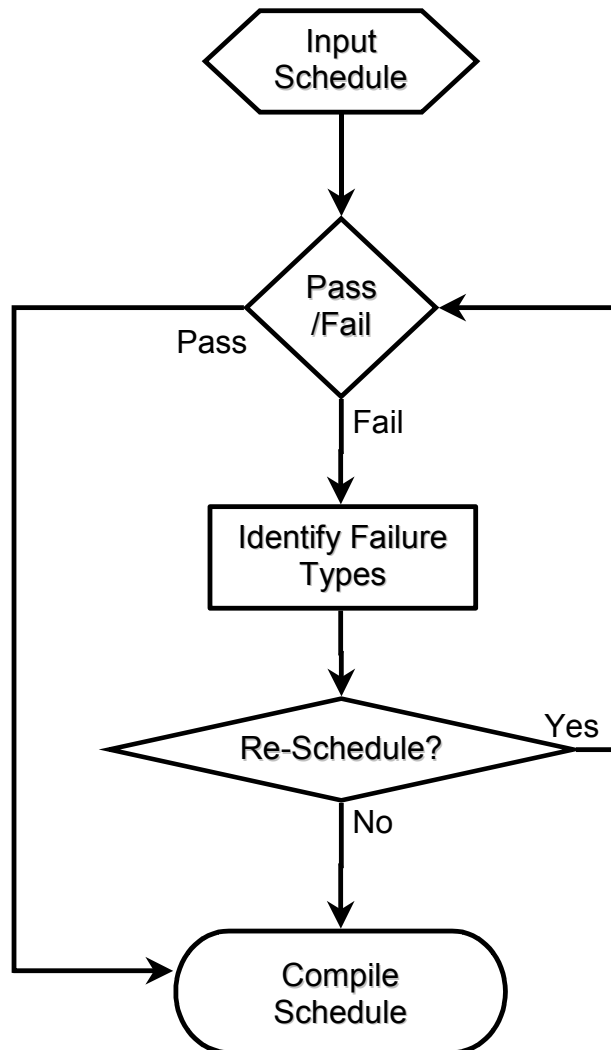 Input
Schedule
Pass
/Fail
Pass
Fail
Identify Failure
Types
Yes
Re-Schedule?
No
Compile
Schedule